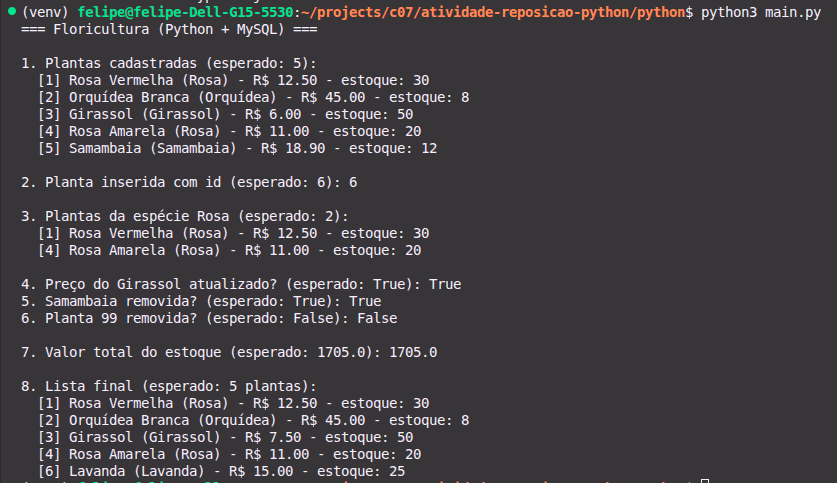 (venv) felipe@felipe-Dell-G15-5530:~/projects/c07/atividade-reposicao-python/python$ python3 main.py
=== Floricultura (Python + MySQL) ===
1. Plantas cadastradas (esperado: 5):
[1] Rosa Vermelha (Rosa) - R$ 12.50 - estoque: 30
[2] Orquídea Branca (Orquídea) - R$ 45.00 - estoque: 8
[3] Girassol (Girassol) - R$ 6.00 - estoque: 50
[4] Rosa Amarela (Rosa) - R$ 11.00 - estoque: 20
[5] Samambaia (Samambaia) - R$ 18.90 - estoque: 12
2. Planta inserida com id (esperado: 6): 6
3. Plantas da espécie Rosa (esperado: 2):
[1] Rosa Vermelha (Rosa) - R$ 12.50 - estoque: 30
[4] Rosa Amarela (Rosa) - R$ 11.00 - estoque: 20
4. Preço do Girassol atualizado? (esperado: True): True
5. Samambaia removida? (esperado: True): True
6. Planta 99 removida? (esperado: False): False
7. Valor total do estoque (esperado: 1705.0): 1705.0
8. Lista final (esperado: 5 plantas):
[1] Rosa Vermelha (Rosa) - R$ 12.50 - estoque: 30
[2] Orquídea Branca (Orquídea) - R$ 45.00 - estoque: 8
[3] Girassol (Girassol) - R$ 7.50 - estoque: 50
[4] Rosa Amarela (Rosa) - R$ 11.00 - estoque: 20
[6] Lavanda (Lavanda) - R$ 15.00 - estoque: 25